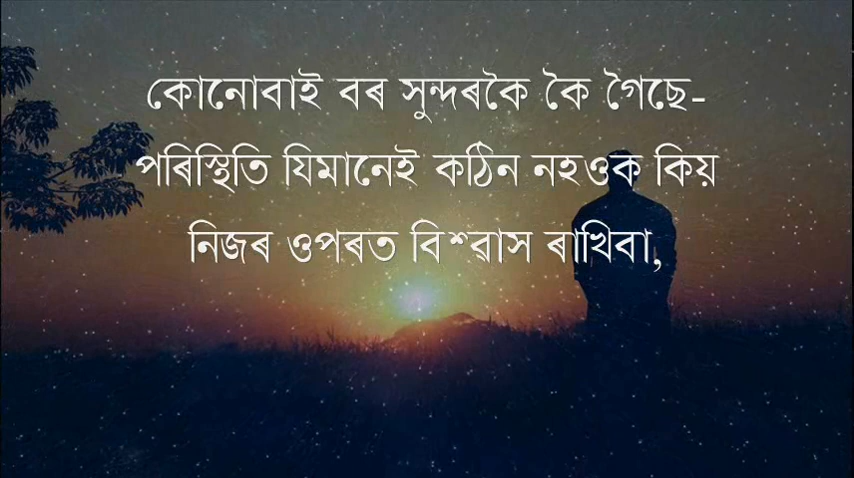 কোনোবাই বৰ সুন্দৰকৈ কৈ গৈছে-
পৰিস্থিতি যিমানেই কঠিন নহওক কিয়
নিজৰ ওপৰত বিশ্ৱাস ৰাখিবা,